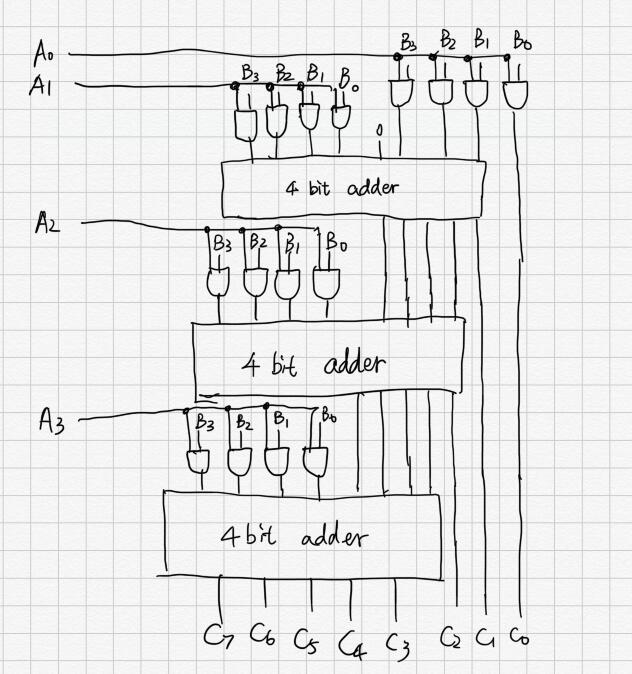 A0 B3 B2 B1 B0
A1 B3 B2 B1 B0
0
4 bit adder
A2
B3 B2 B1 B0
4 bit adder
A3 B3 B2 B1 B0
4 bit adder
C7 C6 C5 C4 C3 C2 C1 C0